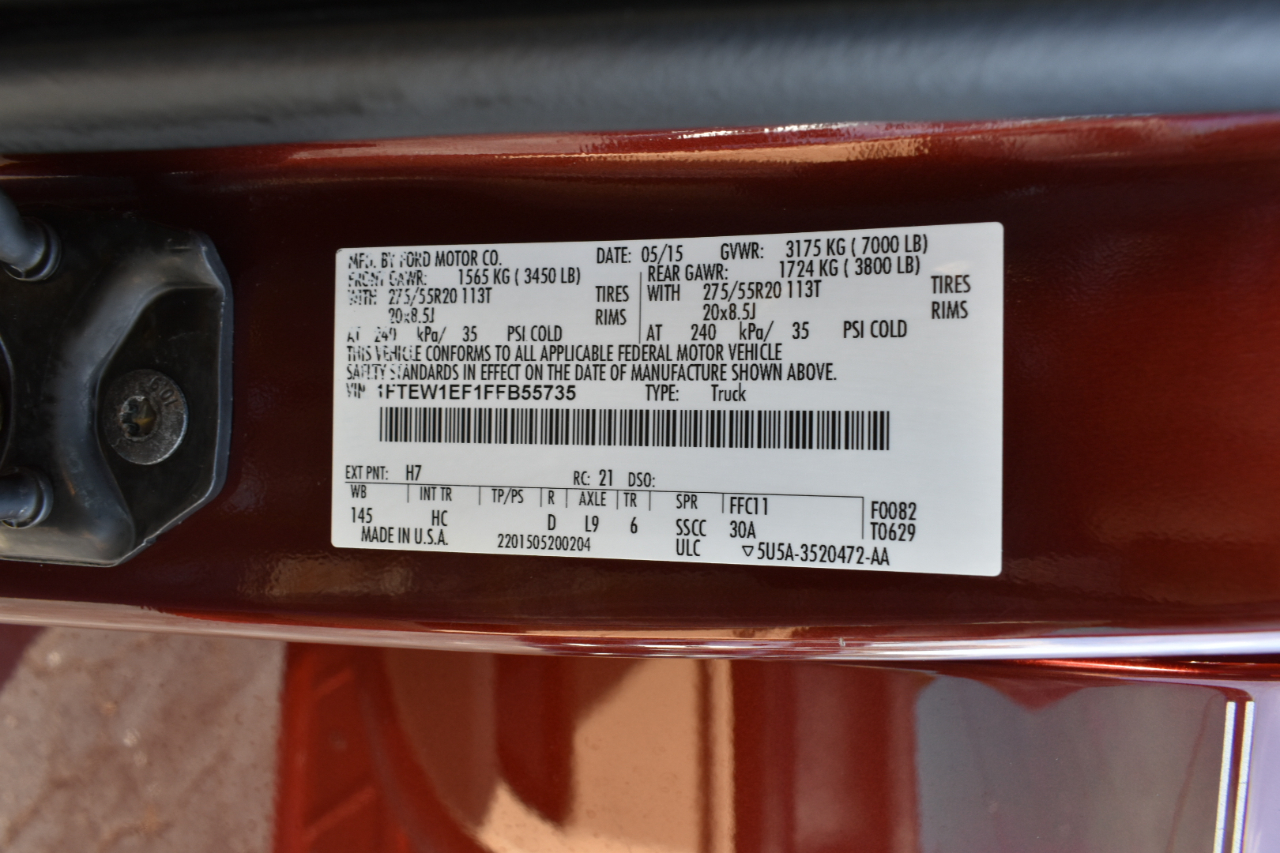 MFG. BY FORD MOTOR CO. DATE: 05/15 GVWR: 3175 KG ( 7000 LB)
FRONT GAWR: 1565 KG ( 3450 LB) REAR GAWR: 1724 KG ( 3800 LB)
WITH 275/55R20 113T TIRES WITH 275/55R20 113T TIRES
20x8.5J RIMS 20x8.5J RIMS
AT 240 kPa/ 35 PSI COLD AT 240 kPa/ 35 PSI COLD
THIS VEHICLE CONFORMS TO ALL APPLICABLE FEDERAL MOTOR VEHICLE
SAFETY STANDARDS IN EFFECT ON THE DATE OF MANUFACTURE SHOWN ABOVE.
VIN 1FTEW1EF1FFB55735 TYPE: Truck
EXT PNT: H7 RC: 21 DSO:
WB INT TR TP/PS R AXLE TR SPR FFC11 F0082
145 HC D L9 6 SSCC 30A T0629
MADE IN U.S.A. 2201505200204 ULC ▽5U5A-3520472-AA